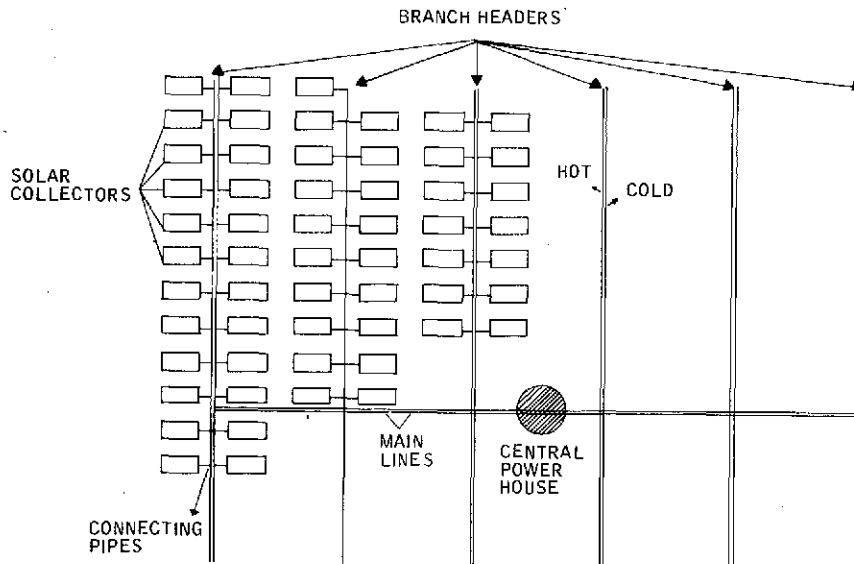 BRANCH HEADERS
SOLAR
COLLECTORS
HOT
COLD
MAIN
LINES
CENTRAL
POWER
HOUSE
CONNECTING
PIPES